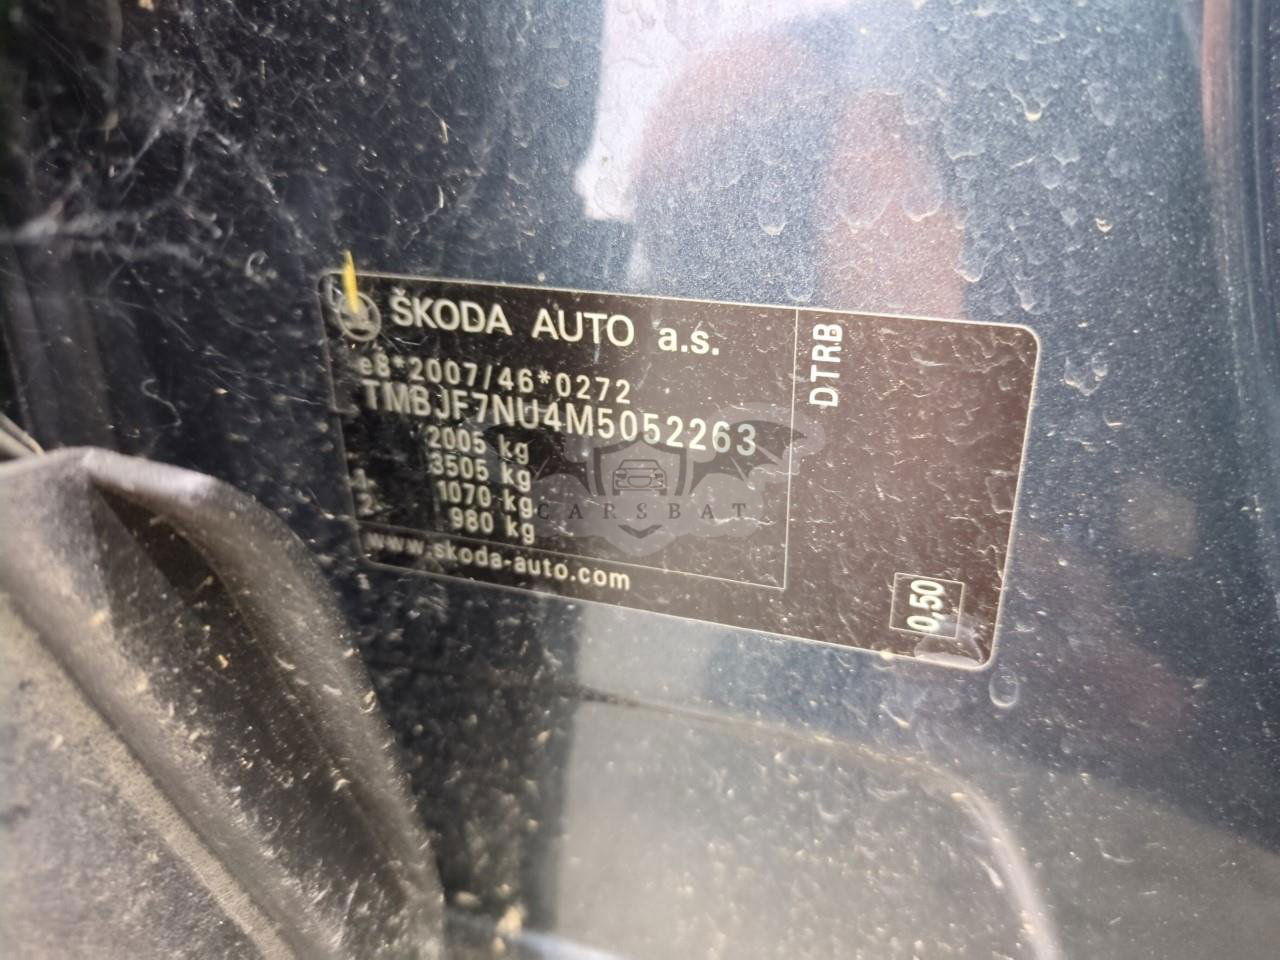 ŠKODA AUTO a.s.
e8*2007/46*0272
TMBJF7NU4M5052263
2005 kg
3505 kg
1- 1070 kg
2- 980 kg
www.skoda-auto.com
DTRB
0,50
CARSBAT